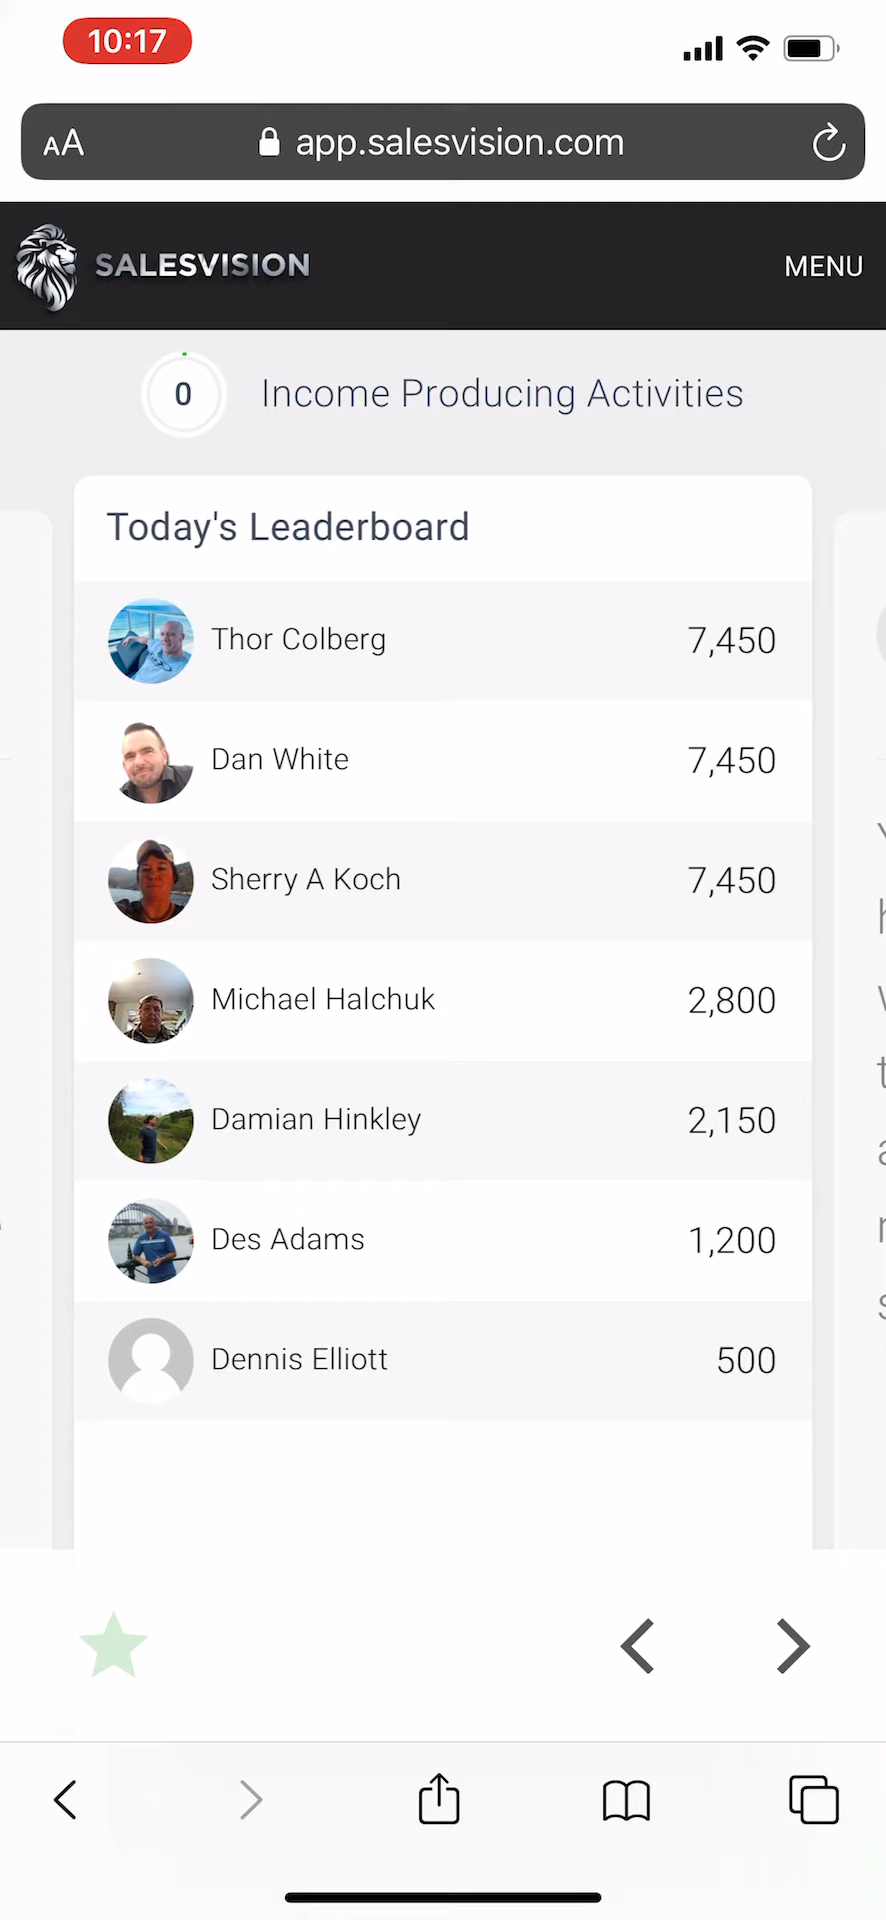 10:17
AA app.salesvision.com
SALESVISION MENU
0 Income Producing Activities
Today's Leaderboard
Thor Colberg 7,450
Dan White 7,450
Sherry A Koch 7,450
Michael Halchuk 2,800
Damian Hinkley 2,150
Des Adams 1,200
Dennis Elliott 500